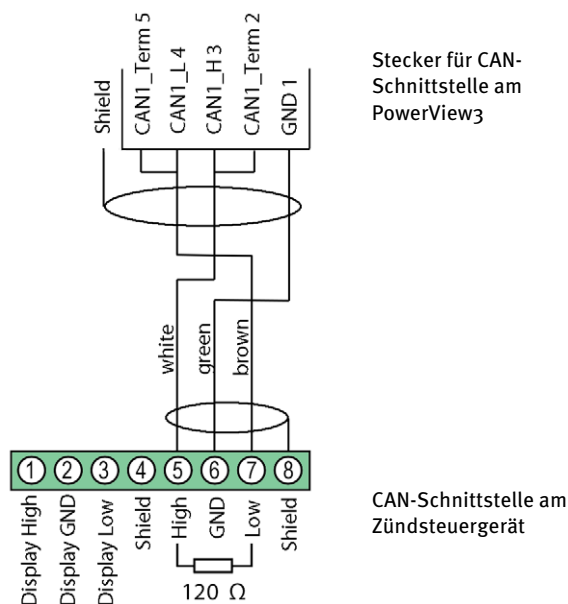 Shield
CAN1_Term 5
CAN1_L 4
CAN1_H 3
CAN1_Term 2
GND 1
Stecker für CAN-
Schnittstelle am
PowerView3
white
green
brown
1
2
3
4
5
6
7
8
Display High
Display GND
Display Low
Shield
High
GND
Low
Shield
120 Ω
CAN-Schnittstelle am
Zündsteuergerät